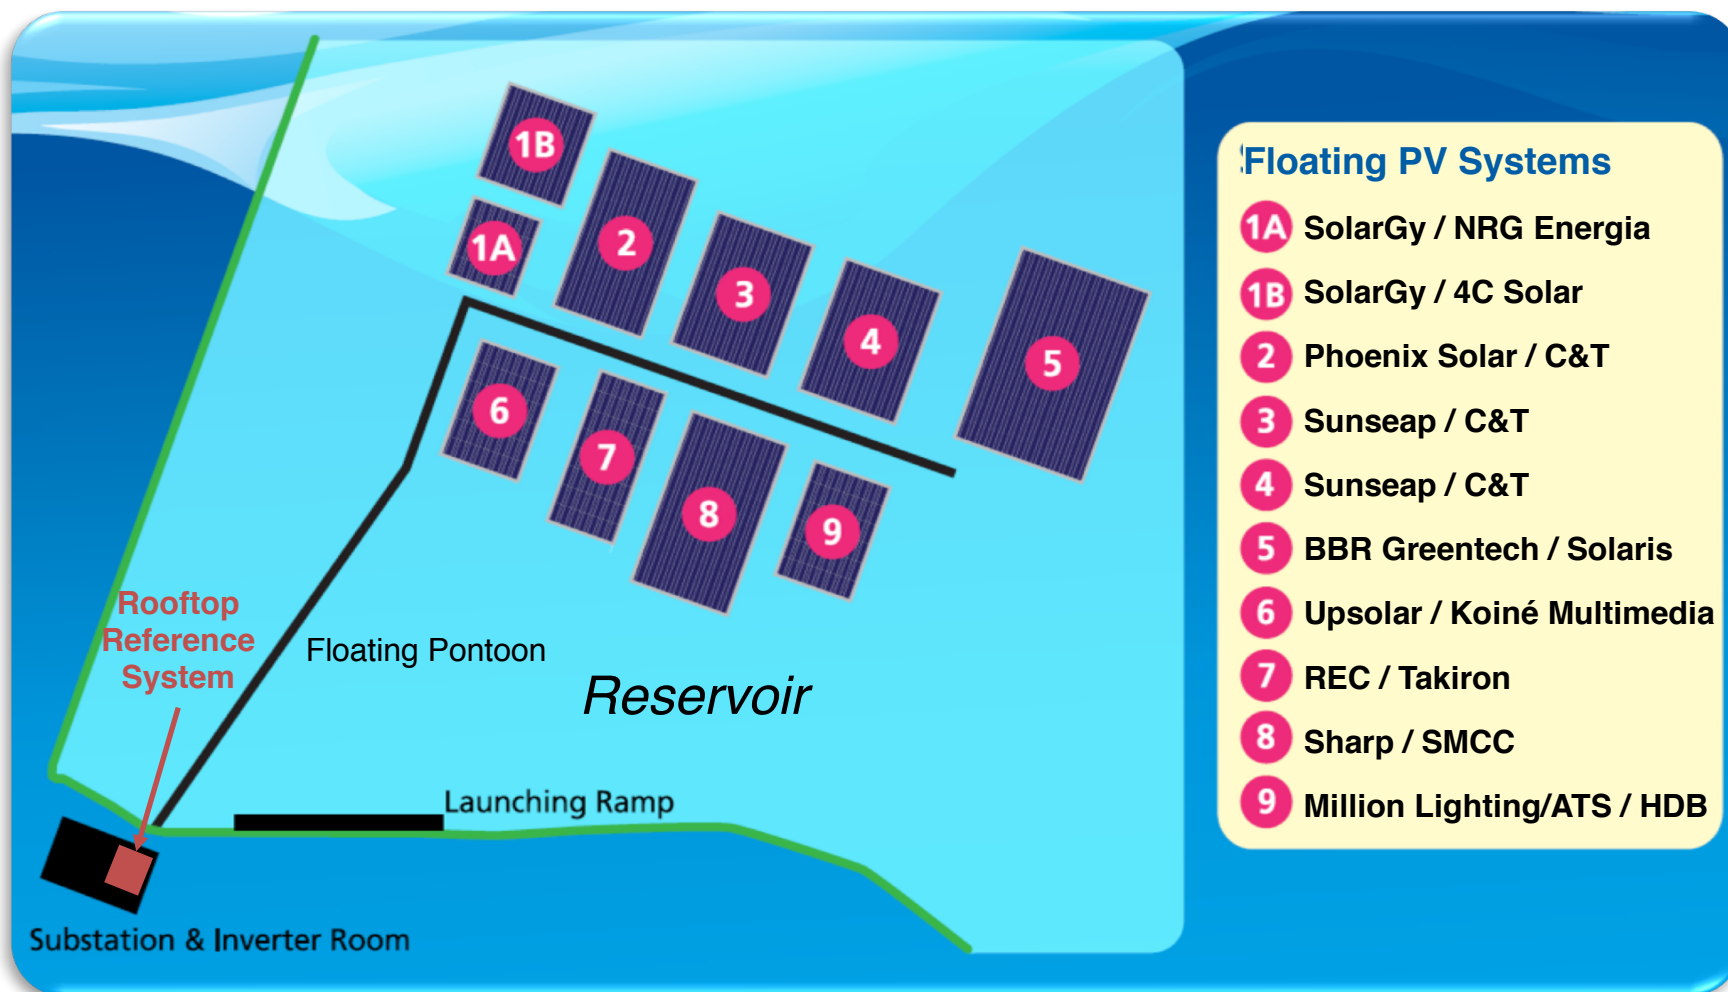 1B
1A
2
3
4
5
6
7
8
9
Rooftop
Reference
System
Floating Pontoon
Reservoir
Launching Ramp
Substation & Inverter Room
Floating PV Systems
1A SolarGy / NRG Energia
1B SolarGy / 4C Solar
2 Phoenix Solar / C&T
3 Sunseap / C&T
4 Sunseap / C&T
5 BBR Greentech / Solaris
6 Upsolar / Koiné Multimedia
7 REC / Takiron
8 Sharp / SMCC
9 Million Lighting/ATS / HDB